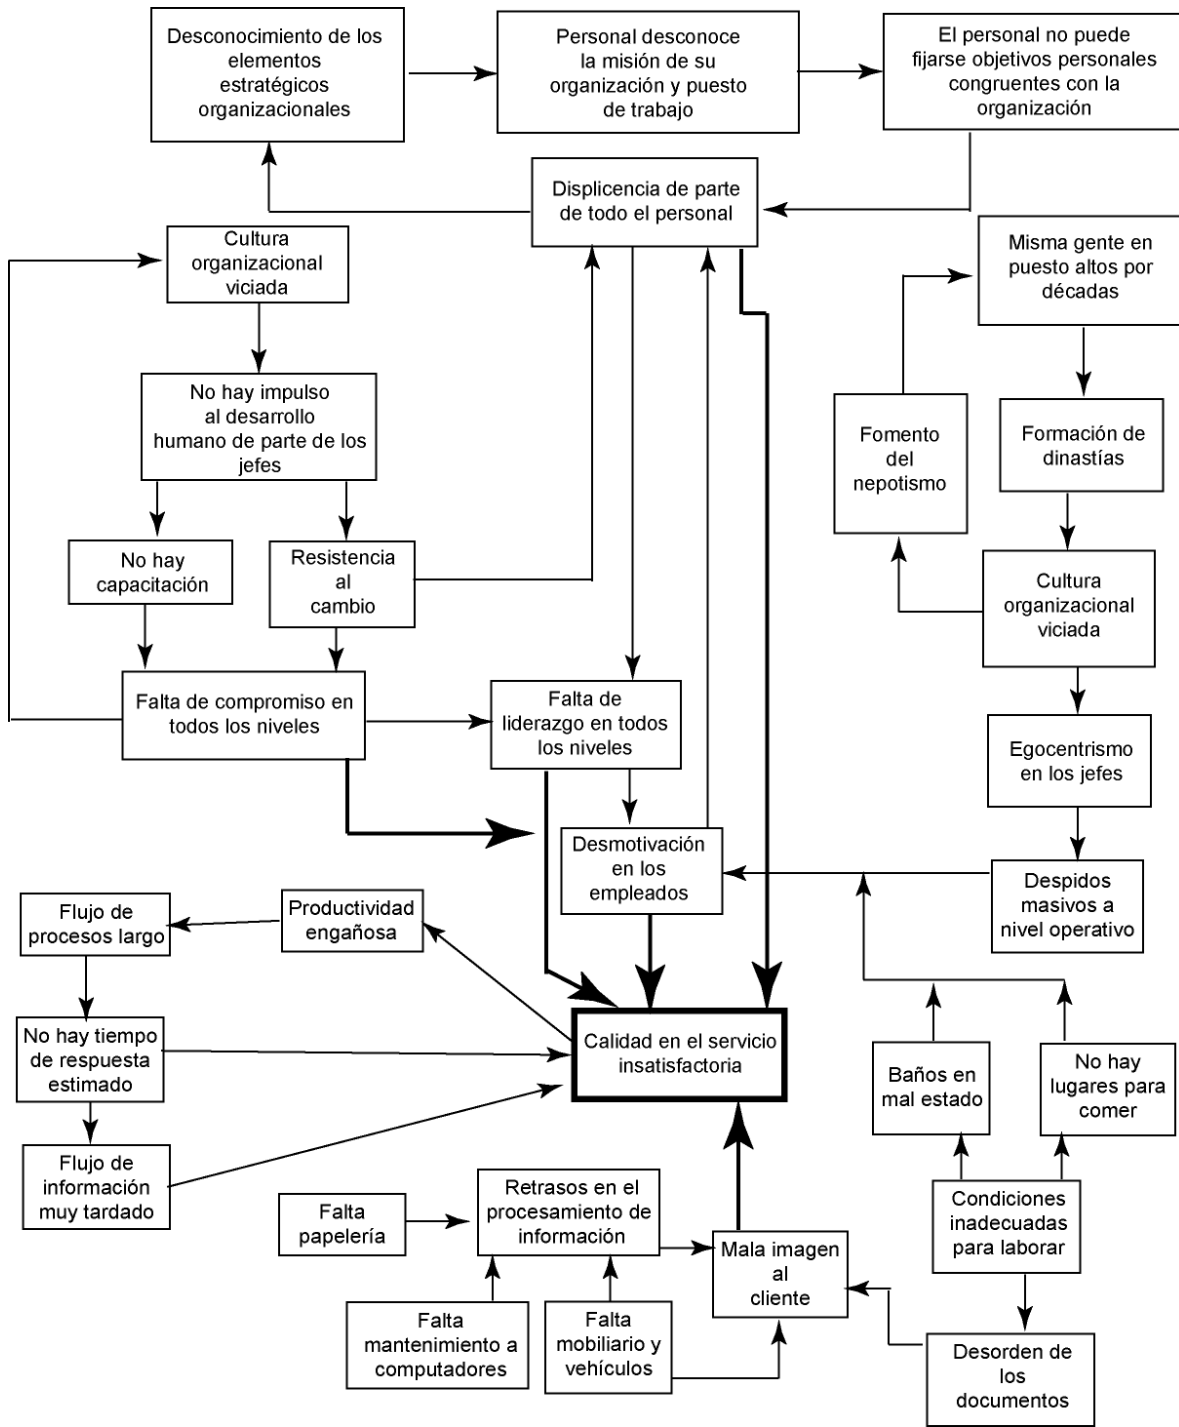 Desconocimiento de los
elementos
estratégicos
organizacionales
Personal desconoce
la misión de su
organización y puesto
de trabajo
El personal no puede
fijarse objetivos personales
congruentes con la
organización
Displicencia de parte
de todo el personal
Cultura
organizacional
viciada
Misma gente en
puesto altos por
décadas
No hay impulso
al desarrollo
humano de parte de los
jefes
Fomento
del
nepotismo
Formación de
dinastías
No hay
capacitación
Resistencia
al
cambio
Cultura
organizacional
viciada
Falta de compromiso en
todos los niveles
Falta de
liderazgo en todos
los niveles
Egocentrismo
en los jefes
Desmotivación
en los
empleados
Despidos
masivos a
nivel operativo
Flujo de
procesos largo
Productividad
engañosa
No hay tiempo
de respuesta
estimado
Calidad en el servicio
insatisfactoria
Baños en
mal estado
No hay
lugares para
comer
Flujo de
información
muy tardado
Falta
papelería
Retrasos en el
procesamiento de
información
Mala imagen
al
cliente
Condiciones
inadecuadas
para laborar
Falta
mantenimiento a
computadores
Falta
mobiliario y
vehículos
Desorden de
los
documentos